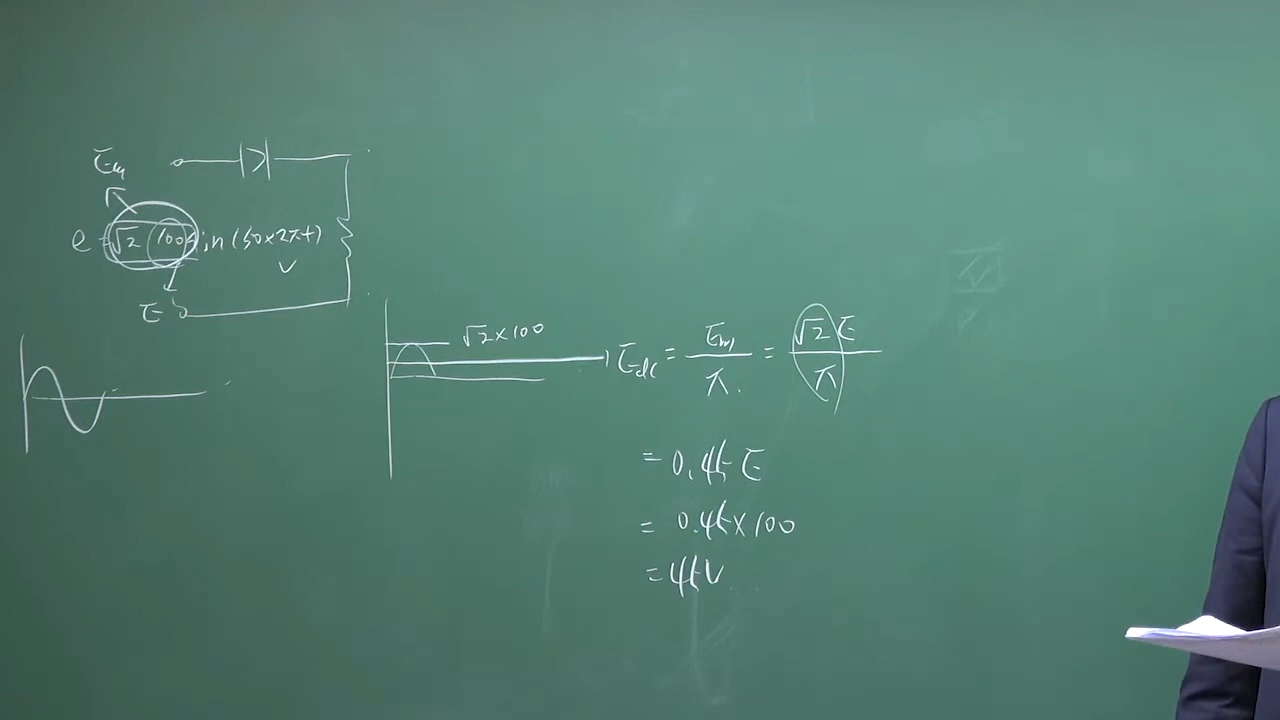 Em
e = √2 100 sin(50×2πt)
V
E
√2×100
Edc = Em/π = √2 E/π
= 0.45 E
= 0.45×100
= 45V